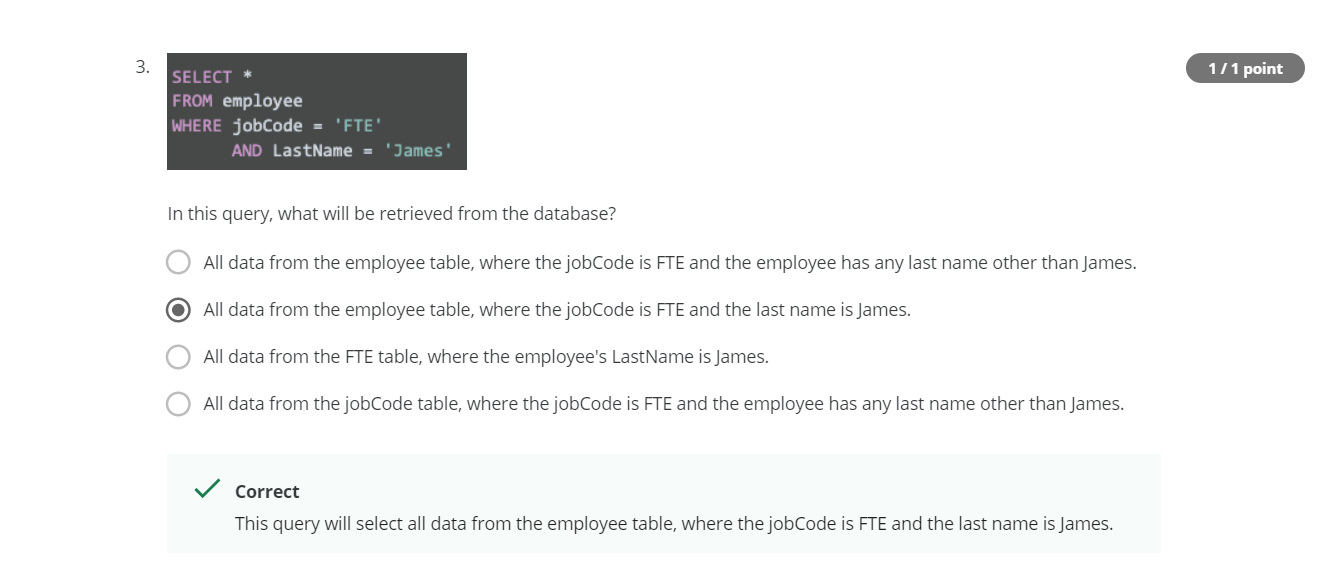 3.
1 / 1 point
SELECT *
FROM employee
WHERE jobCode = 'FTE'
AND LastName = 'James'
In this query, what will be retrieved from the database?
All data from the employee table, where the jobCode is FTE and the employee has any last name other than James.
All data from the employee table, where the jobCode is FTE and the last name is James.
All data from the FTE table, where the employee's LastName is James.
All data from the jobCode table, where the jobCode is FTE and the employee has any last name other than James.
Correct
This query will select all data from the employee table, where the jobCode is FTE and the last name is James.